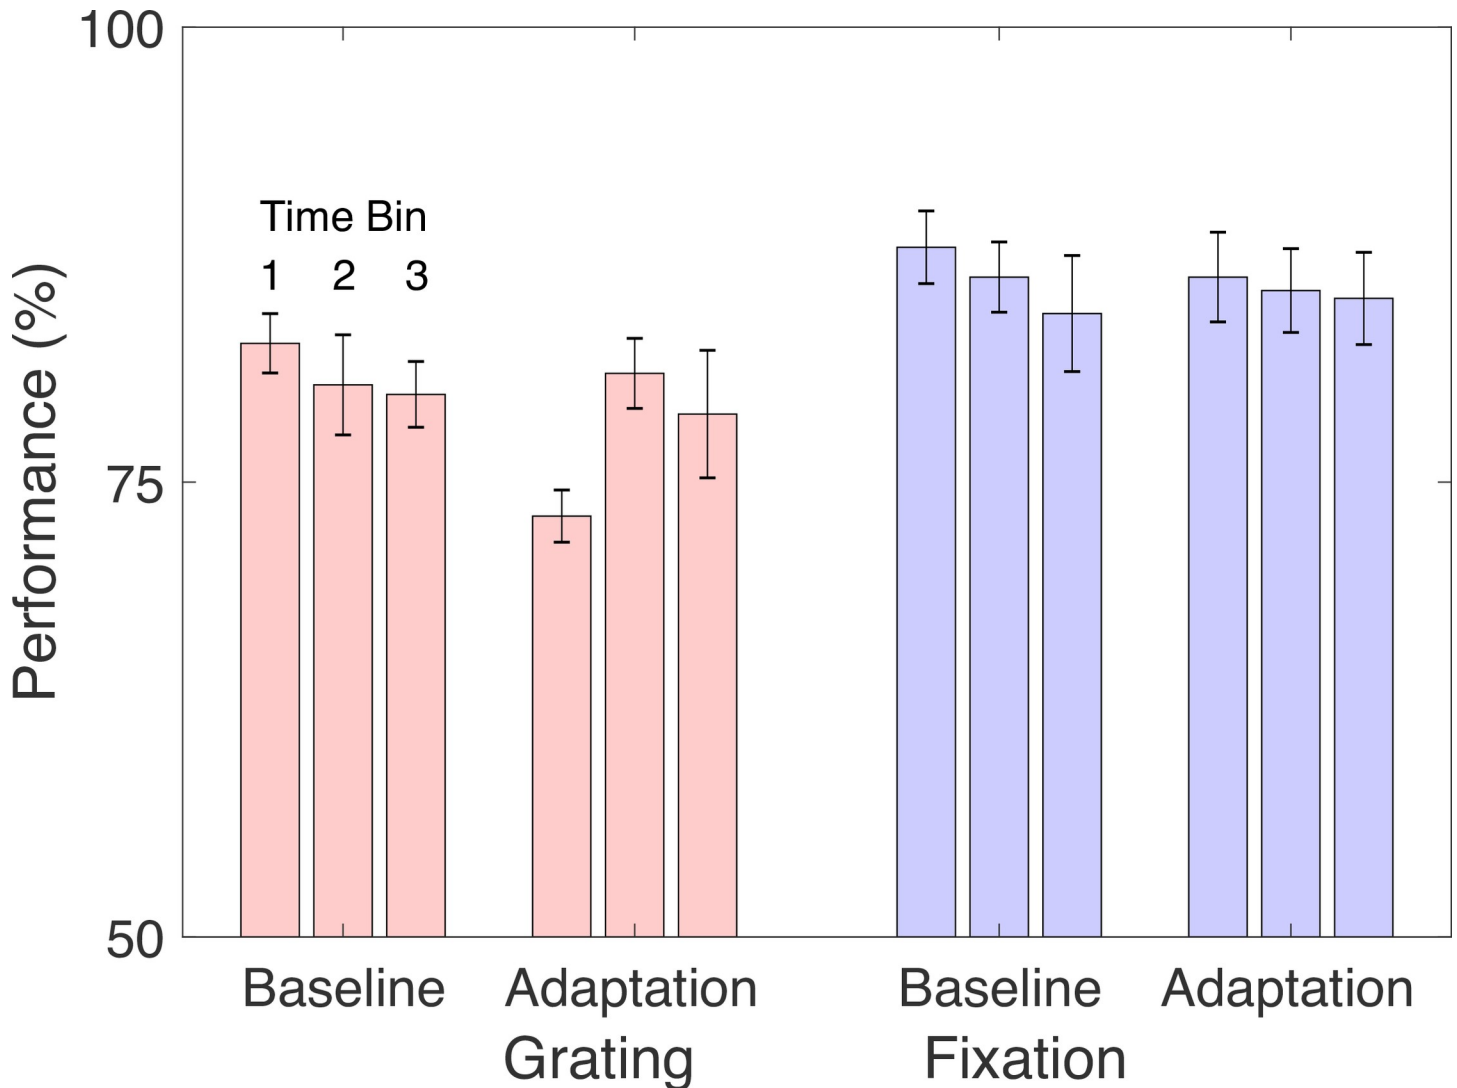 100
75
50
Performance (%)
Time Bin
1 2 3
Baseline Adaptation Baseline Adaptation
Grating Fixation